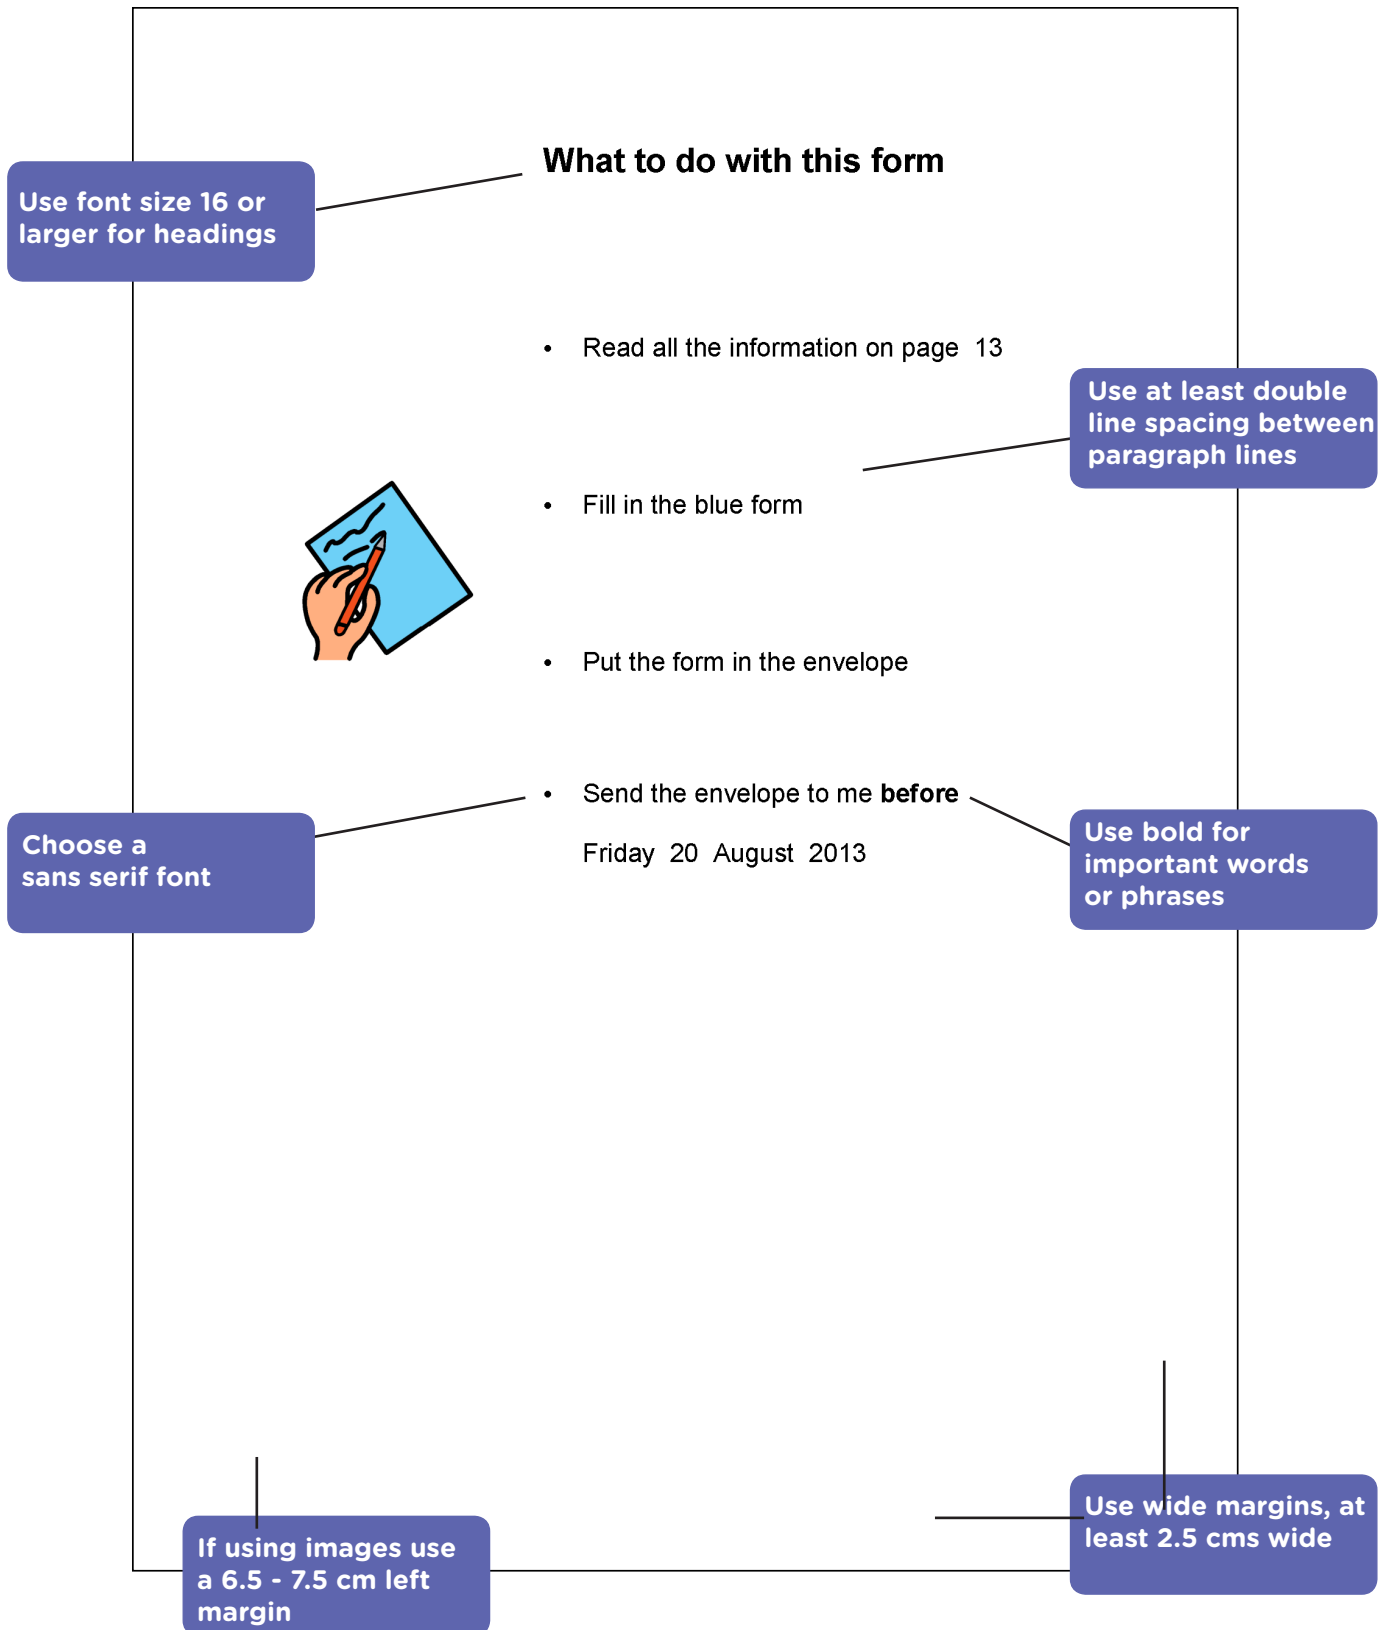 What to do with this form
Use font size 16 or
larger for headings
• Read all the information on page 13
Use at least double
line spacing between
paragraph lines
• Fill in the blue form
• Put the form in the envelope
• Send the envelope to me before
Friday 20 August 2013
Choose a
sans serif font
Use bold for
important words
or phrases
Use wide margins, at
least 2.5 cms wide
If using images use
a 6.5 - 7.5 cm left
margin